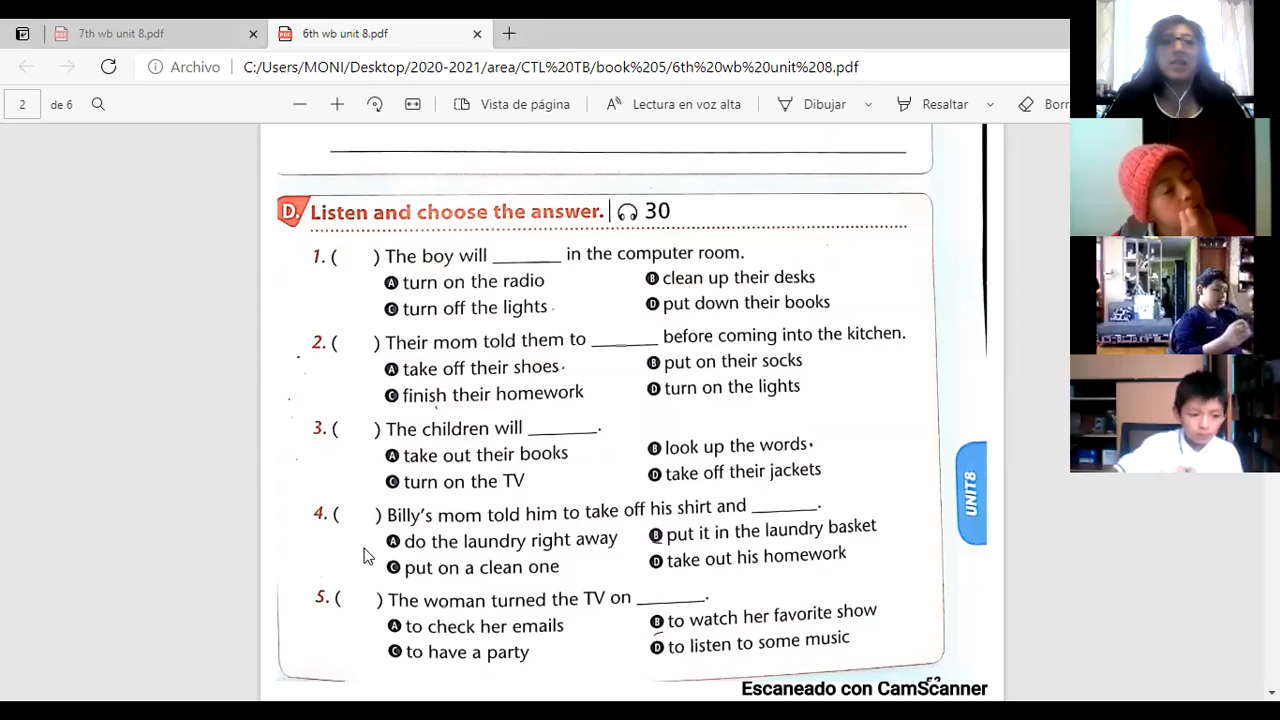 7th wb unit 8.pdf
6th wb unit 8.pdf
Archivo C:/Users/MONI/Desktop/2020-2021/area/CTL%20TB/book%205/6th%20wb%20unit%208.pdf
2 de 6 Vista de página Lectura en voz alta Dibujar Resaltar Borr
D. Listen and choose the answer. 30
1. ( ) The boy will ______ in the computer room.
A turn on the radio B clean up their desks
C turn off the lights D put down their books
2. ( ) Their mom told them to ______ before coming into the kitchen.
A take off their shoes B put on their socks
C finish their homework D turn on the lights
3. ( ) The children will ______.
A take out their books B look up the words
C turn on the TV D take off their jackets
4. ( ) Billy's mom told him to take off his shirt and ______.
A do the laundry right away B put it in the laundry basket
C put on a clean one D take out his homework
5. ( ) The woman turned the TV on ______.
A to check her emails B to watch her favorite show
C to have a party D to listen to some music
UNIT8
Escaneado con CamScanner